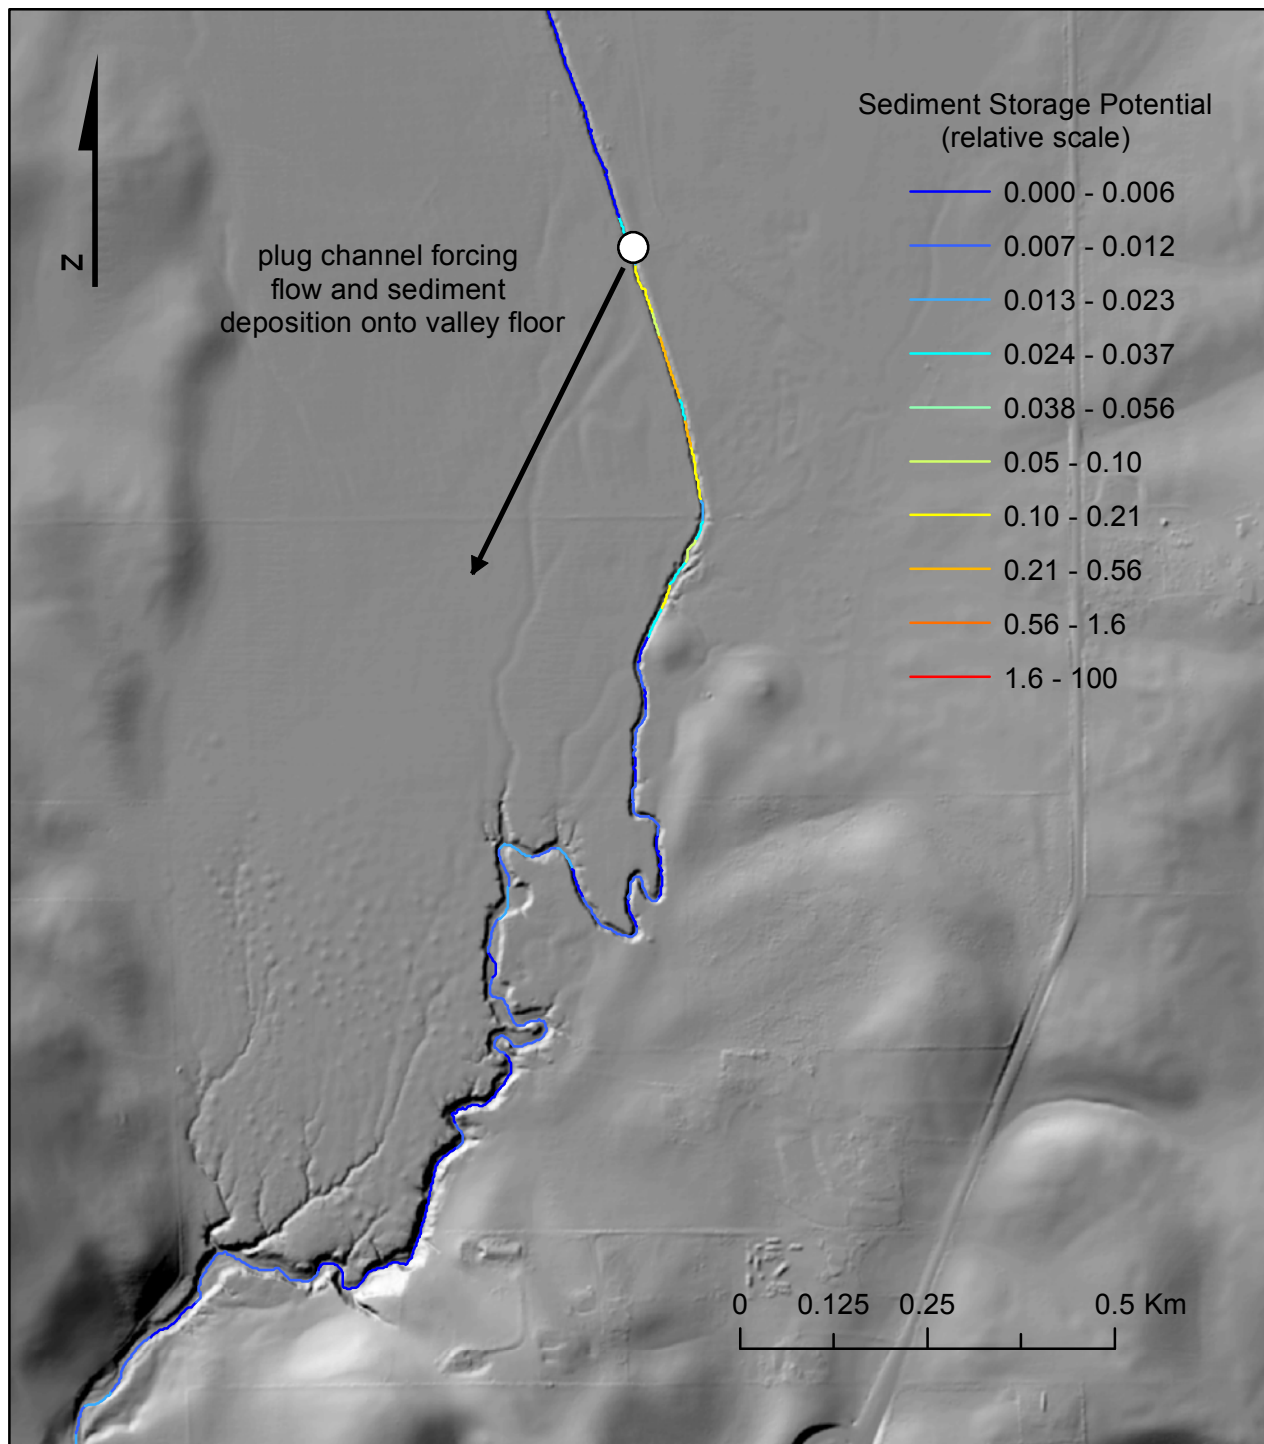 Sediment Storage Potential
(relative scale)
0.000 - 0.006
0.007 - 0.012
0.013 - 0.023
0.024 - 0.037
0.038 - 0.056
0.05 - 0.10
0.10 - 0.21
0.21 - 0.56
0.56 - 1.6
1.6 - 100
N
plug channel forcing
flow and sediment
deposition onto valley floor
0 0.125 0.25 0.5 Km